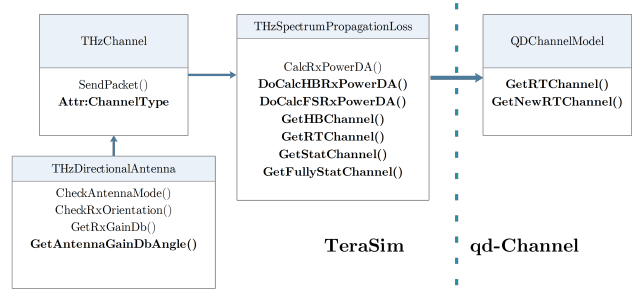 THzChannel
SendPacket()
Attr:ChannelType
THzDirectionalAntenna
CheckAntennaMode()
CheckRxOrientation()
GetRxGainDb()
GetAntennaGainDbAngle()
THzSpectrumPropagationLoss
CalcRxPowerDA()
DoCalcHBRxPowerDA()
DoCalcFSRxPowerDA()
GetHBChannel()
GetRTChannel()
GetStatChannel()
GetFullyStatChannel()
QDChannelModel
GetRTChannel()
GetNewRTChannel()
TeraSim
qd-Channel